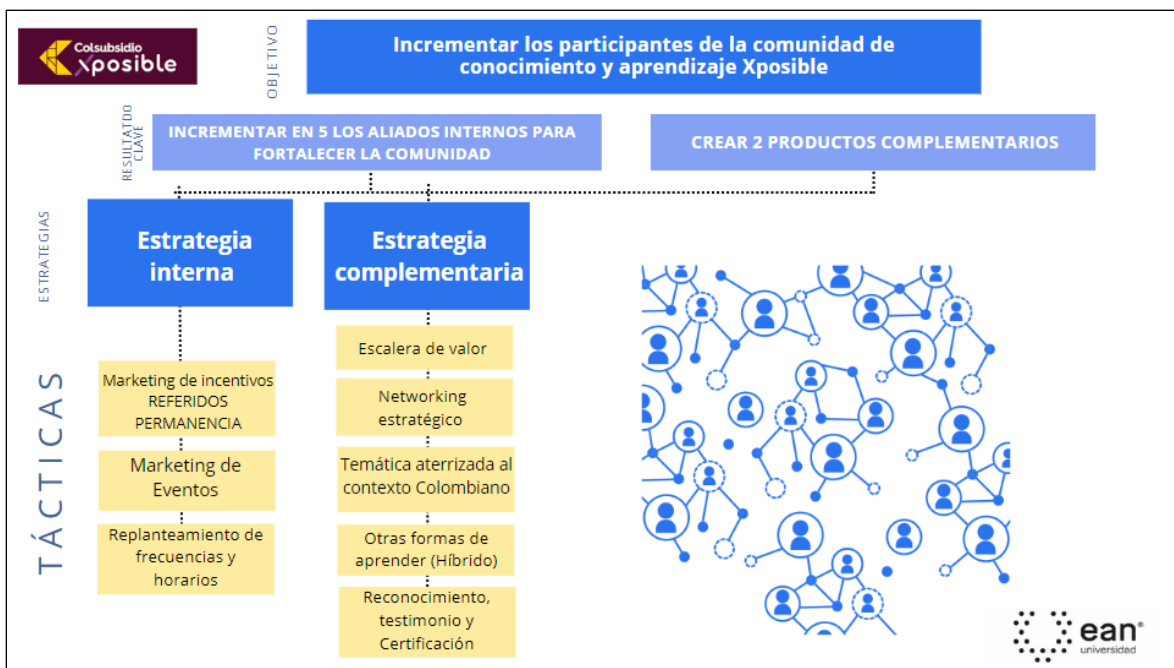 Colsubsidio
xposible
OBJETIVO
Incrementar los participantes de la comunidad de
conocimiento y aprendizaje Xposible
RESULTATDO
CLAVE
INCREMENTAR EN 5 LOS ALIADOS INTERNOS PARA
FORTALECER LA COMUNIDAD
CREAR 2 PRODUCTOS COMPLEMENTARIOS
ESTRATEGIAS
Estrategia
interna
Estrategia
complementaria
TÁCTICAS
Marketing de incentivos
REFERIDOS
PERMANENCIA
Marketing de
Eventos
Replanteamiento de
frecuencias y
horarios
Escalera de valor
Networking
estratégico
Temática aterrizada al
contexto Colombiano
Otras formas de
aprender (Híbrido)
Reconocimiento,
testimonio y
Certificación
ean®
universidad